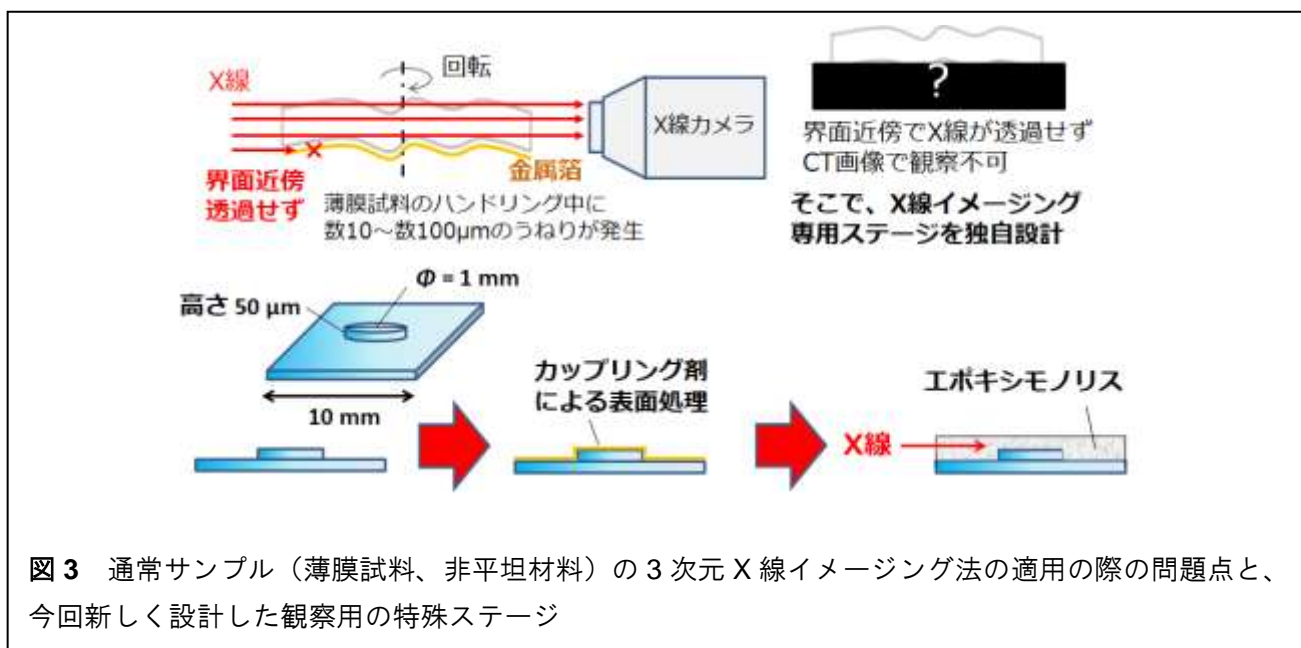 X線
回転
X線カメラ
金属箔
界面近傍
透過せず
薄膜試料のハンドリング中に
数10～数100μmのうねりが発生
?
界面近傍でX線が透過せず
CT画像で観察不可
そこで、X線イメージング
専用ステージを独自設計
Φ = 1 mm
高さ 50 μm
10 mm
カップリング剤
による表面処理
X線
エポキシモノリス
図 3　通常サンプル（薄膜試料、非平坦材料）の 3 次元 X 線イメージング法の適用の際の問題点と、
今回新しく設計した観察用の特殊ステージ